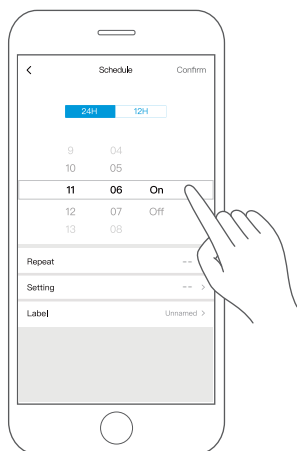 < Schedule Confirm
24H 12H
9 04
10 05
11 06 On
12 07 Off
13 08
Repeat --
Setting -- >
Label Unnamed >